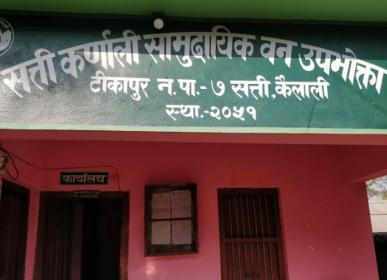 सत्ती कर्णाली सामुदायिक वन उपभोक्ता
टीकापुर न.पा.- ७ सत्ती, कैलाली
स्था.-२०५१
कार्यालय